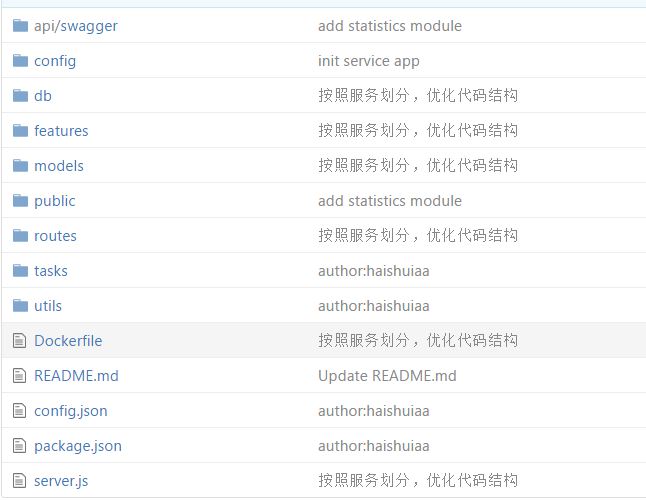 api/swagger add statistics module
config init service app
db 按照服务划分，优化代码结构
features 按照服务划分，优化代码结构
models 按照服务划分，优化代码结构
public add statistics module
routes 按照服务划分，优化代码结构
tasks author:haishuiaa
utils author:haishuiaa
Dockerfile 按照服务划分，优化代码结构
README.md Update README.md
config.json author:haishuiaa
package.json author:haishuiaa
server.js 按照服务划分，优化代码结构